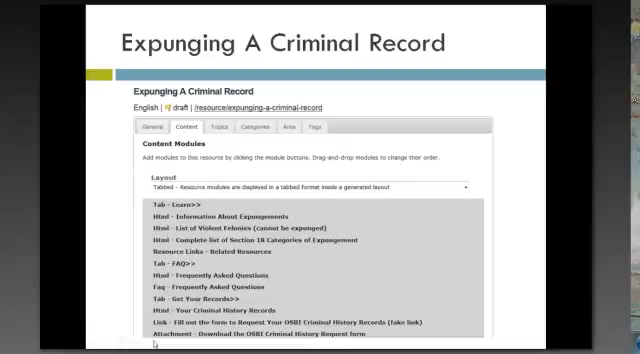 Expunging A Criminal Record
Expunging A Criminal Record
English | draft | /resource/expunging-a-criminal-record
General Content Topics Categories Area Tags
Content Modules
Add modules to this resource by clicking the module buttons. Drag-and-drop modules to change their order.
Layout
Tabbed - Resource modules are displayed in a tabbed format inside a generated layout
Tab - Learn>>
Html - Information About Expungements
Html - List of Violent Felonies (cannot be expunged)
Html - Complete list of Section 18 Categories of Expungement
Resource Links - Related Resources
Tab - FAQ>>
Html - Frequently Asked Questions
Faq - Frequently Asked Questions
Tab - Get Your Records>>
Html - Your Criminal History Records
Link - Fill out the form to Request Your OSBI Criminal History Records (fake link)
Attachment - Download the OSBI Criminal History Request form